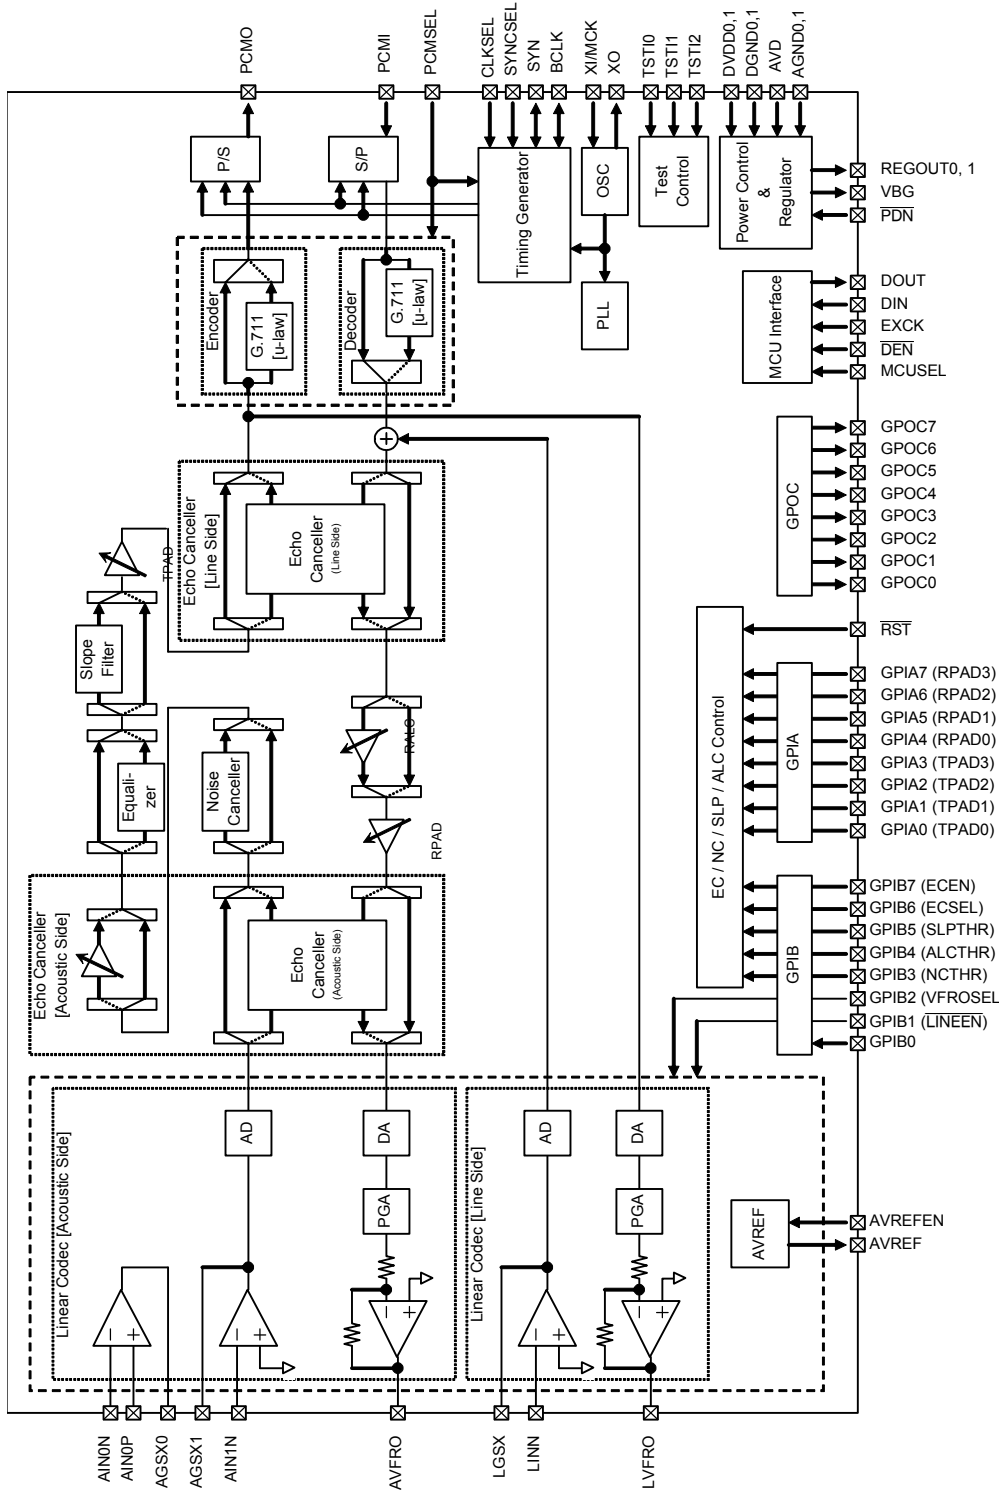 PCMO
PCMI
PCMSEL
CLKSEL
SYNCSEL
SYN
BCLK
XI/MCK
XO
TSTI0
TSTI1
TSTI2
DVDD0,1
DGND0,1
AVD
AGND0,1
P/S
S/P
Timing Generator
OSC
PLL
Test
Control
Power Control
&
Regulator
REGOUT0, 1
VBG
PDN
Encoder
G.711
[u-law]
Decoder
G.711
[u-law]
MCU Interface
DOUT
DIN
EXCK
DEN
MCUSEL
GPOC
GPOC7
GPOC6
GPOC5
GPOC4
GPOC3
GPOC2
GPOC1
GPOC0
TPAD
Echo Canceller
[Line Side]
Echo
Canceller
(Line Side)
Slope
Filter
Equali-
zer
Noise
Canceller
RALC
RPAD
EC / NC / SLP / ALC Control
RST
GPIA
GPIA7 (RPAD3)
GPIA6 (RPAD2)
GPIA5 (RPAD1)
GPIA4 (RPAD0)
GPIA3 (TPAD3)
GPIA2 (TPAD2)
GPIA1 (TPAD1)
GPIA0 (TPAD0)
Echo Canceller
[Acoustic Side]
Echo
Canceller
(Acoustic Side)
GPIB
GPIB7 (ECEN)
GPIB6 (ECSEL)
GPIB5 (SLPTHR)
GPIB4 (ALCTHR)
GPIB3 (NCTHR)
GPIB2 (VFROSEL
GPIB1 (LINEEN)
GPIB0
Linear Codec [Acoustic Side]
AD
DA
PGA
Linear Codec [Line Side]
AD
DA
PGA
AVREF
AVREFEN
AVREF
AIN0N
AIN0P
AGSX0
AGSX1
AIN1N
AVFRO
LGSX
LINN
LVFRO